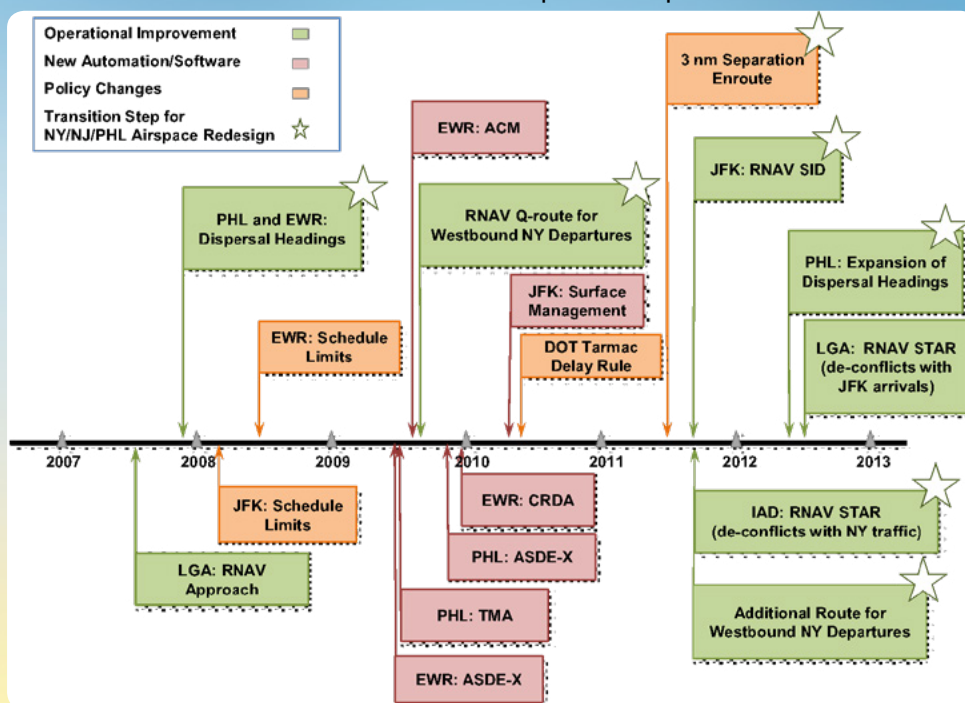 Operational Improvement
New Automation/Software
Policy Changes
Transition Step for
NY/NJ/PHL Airspace Redesign
3 nm Separation
Enroute
EWR: ACM
JFK: RNAV SID
PHL and EWR:
Dispersal Headings
RNAV Q-route for
Westbound NY Departures
PHL: Expansion of
Dispersal Headings
JFK: Surface
Management
EWR: Schedule
Limits
DOT Tarmac
Delay Rule
LGA: RNAV STAR
(de-conflicts with
JFK arrivals)
2007
2008
2009
2010
2011
2012
2013
JFK: Schedule
Limits
EWR: CRDA
IAD: RNAV STAR
(de-conflicts with NY traffic)
PHL: ASDE-X
LGA: RNAV
Approach
PHL: TMA
Additional Route for
Westbound NY Departures
EWR: ASDE-X